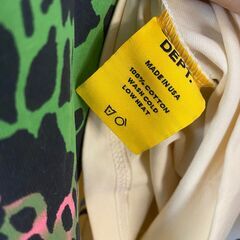 DEPT.
MADE IN USA
100% COTTON
WASH COLD
LOW HEAT